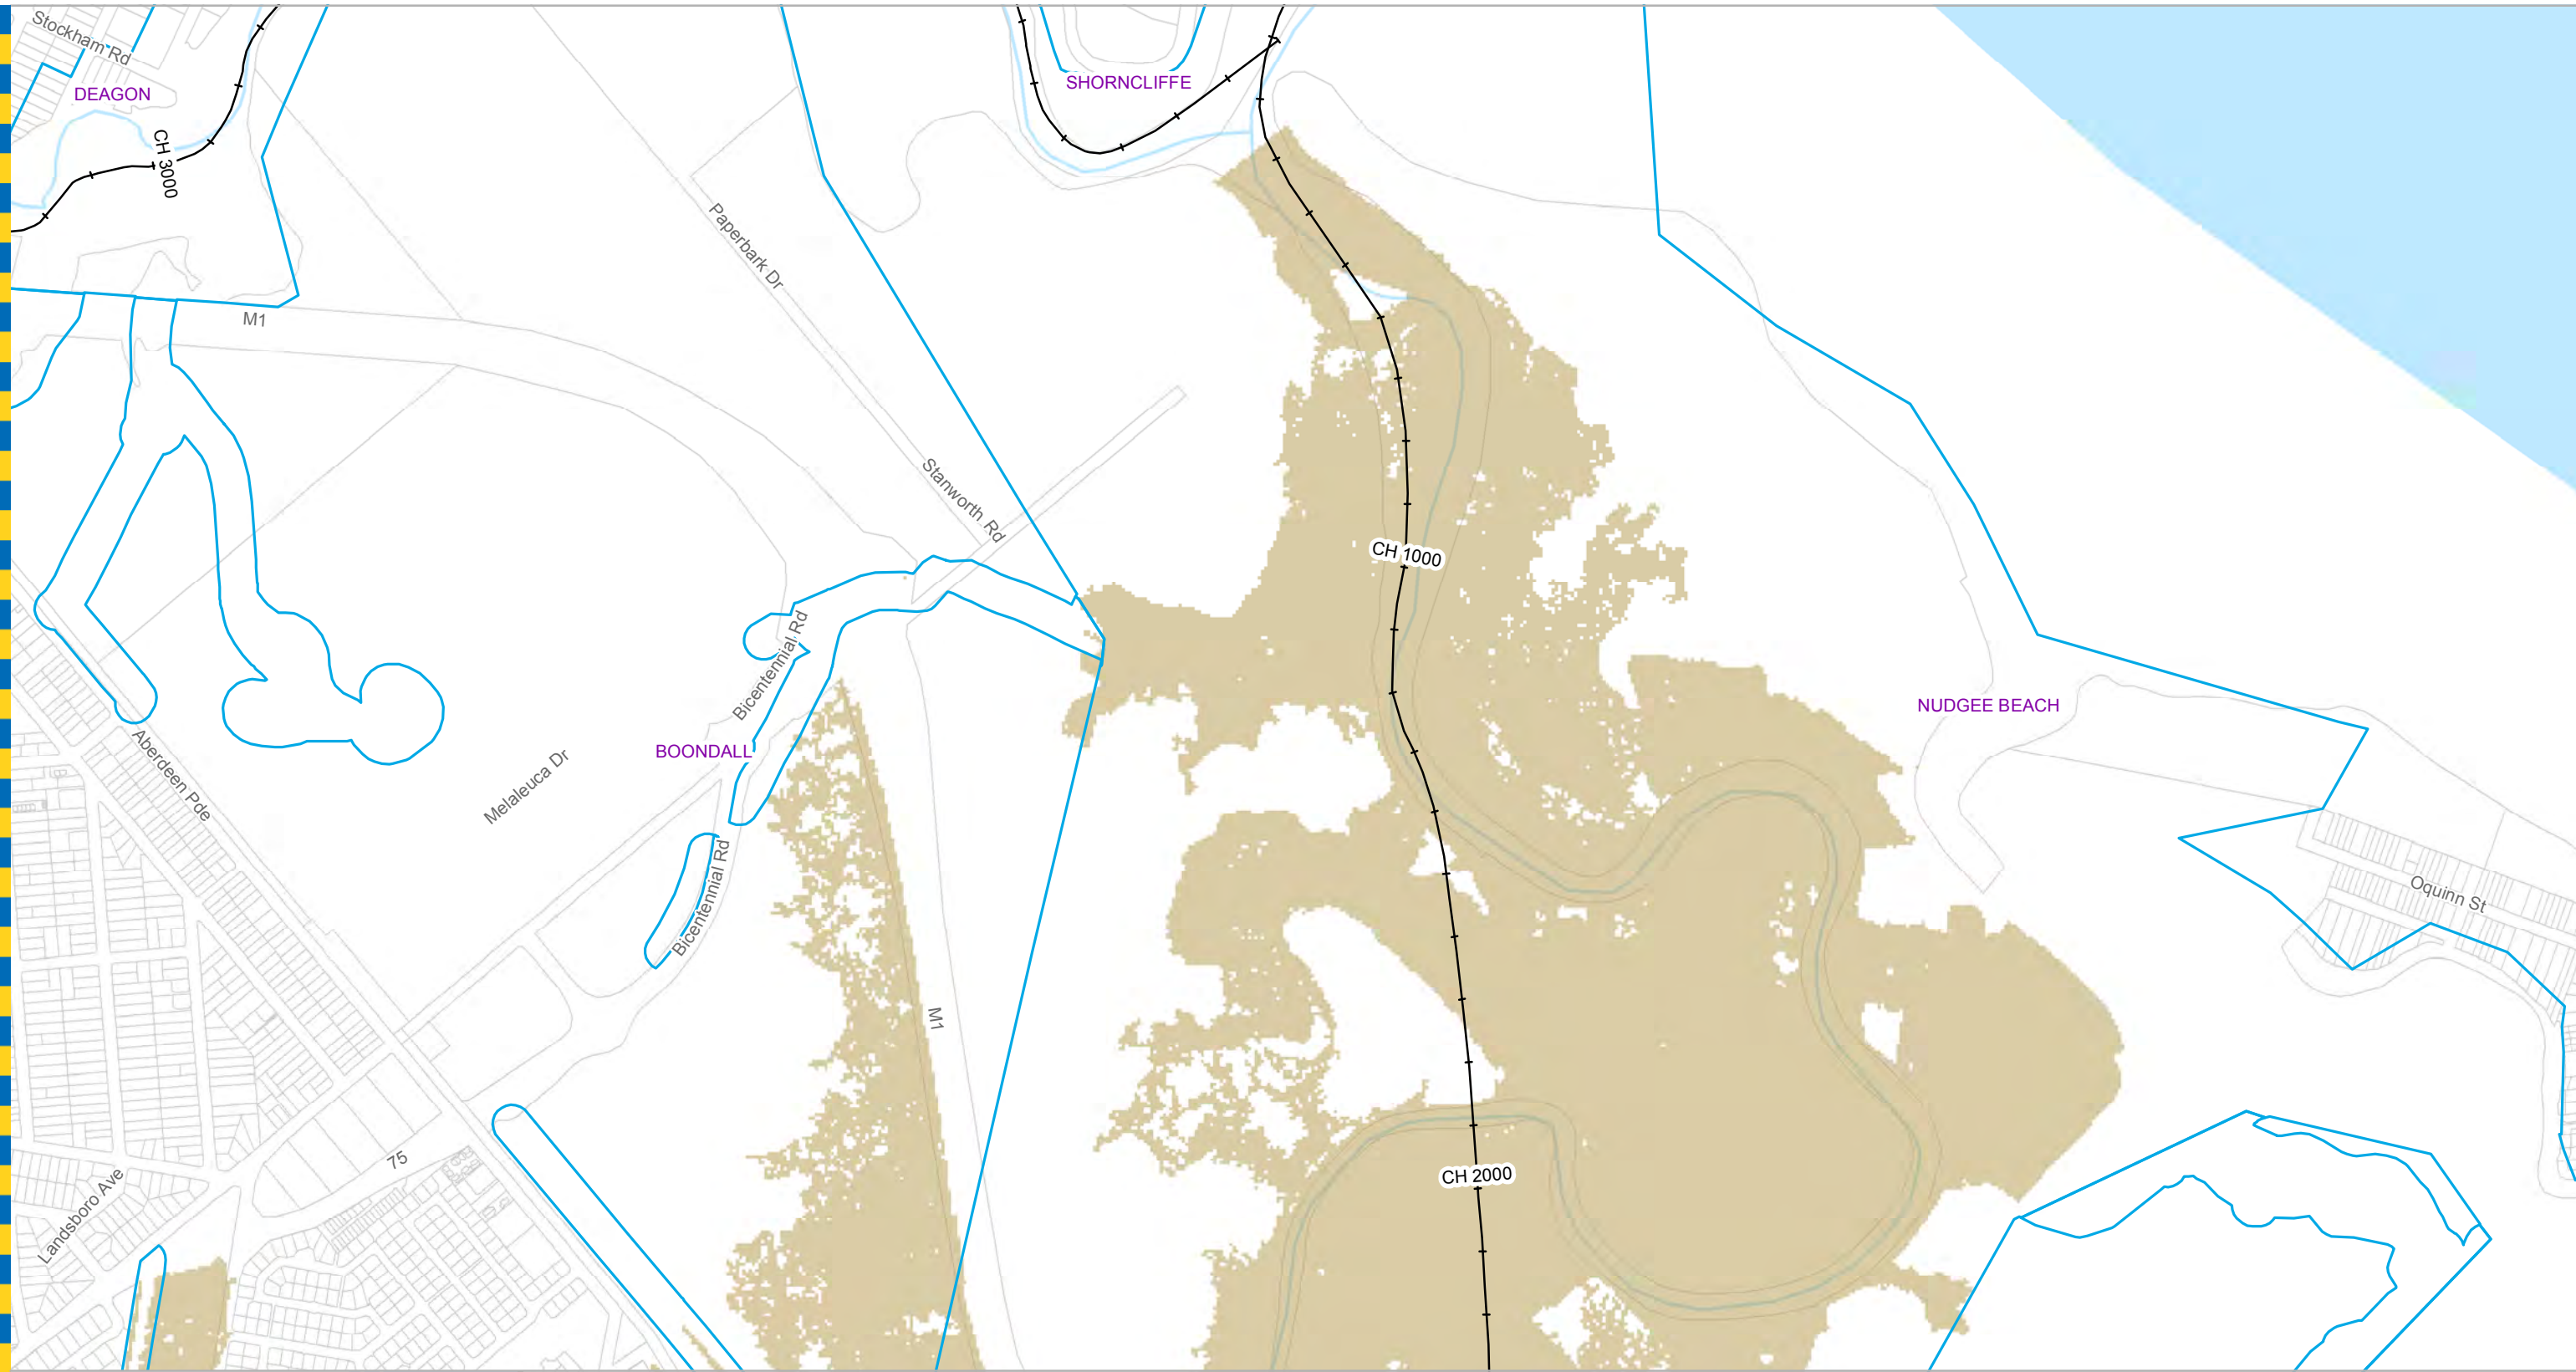 Stockham Rd
DEAGON
SHORNCLIFFE
CH 3000
Paperbark Dr
M1
Stanworth Rd
CH 1000
Bicentennial Rd
NUDGEE BEACH
BOONDALL
Aberdeen Pde
Melaleuca Dr
Bicentennial Rd
Oquinn St
M1
75
CH 2000
Landsboro Ave